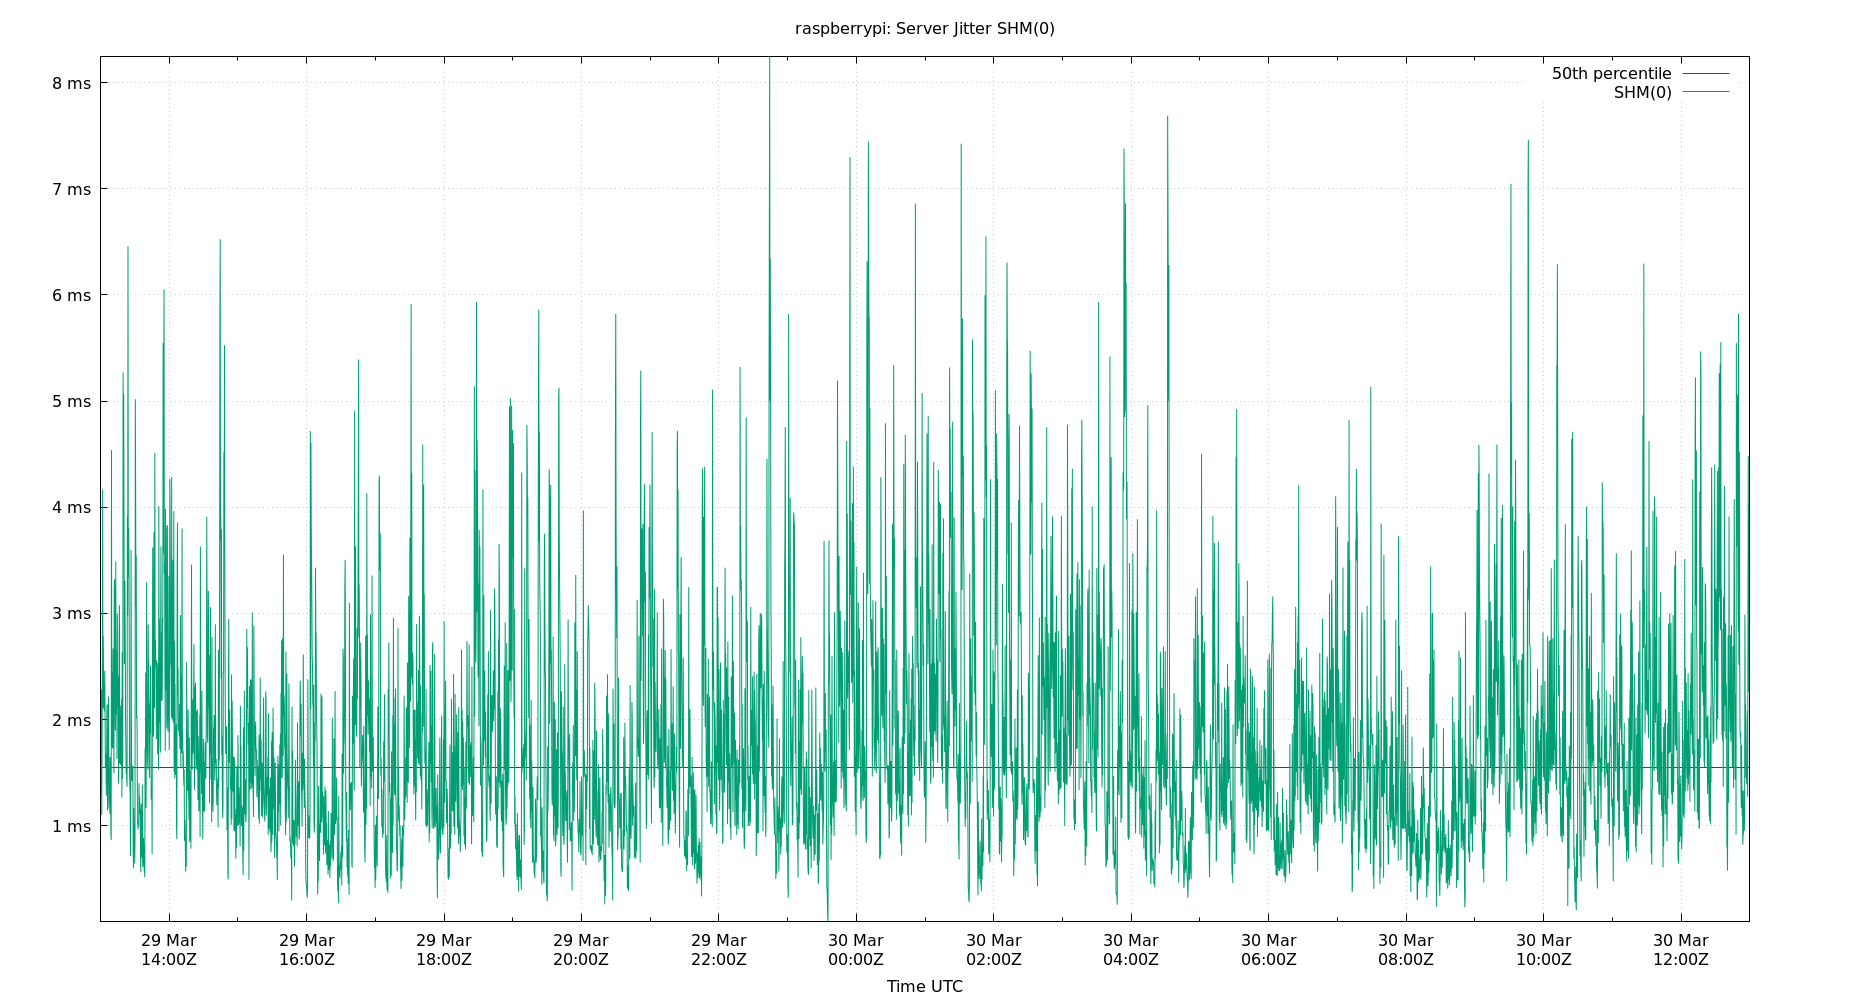 raspberrypi: Server Jitter SHM(0)
50th percentile
SHM(0)
8 ms
7 ms
6 ms
5 ms
4 ms
3 ms
2 ms
1 ms
29 Mar 14:00Z
29 Mar 16:00Z
29 Mar 18:00Z
29 Mar 20:00Z
29 Mar 22:00Z
30 Mar 00:00Z
30 Mar 02:00Z
30 Mar 04:00Z
30 Mar 06:00Z
30 Mar 08:00Z
30 Mar 10:00Z
30 Mar 12:00Z
Time UTC